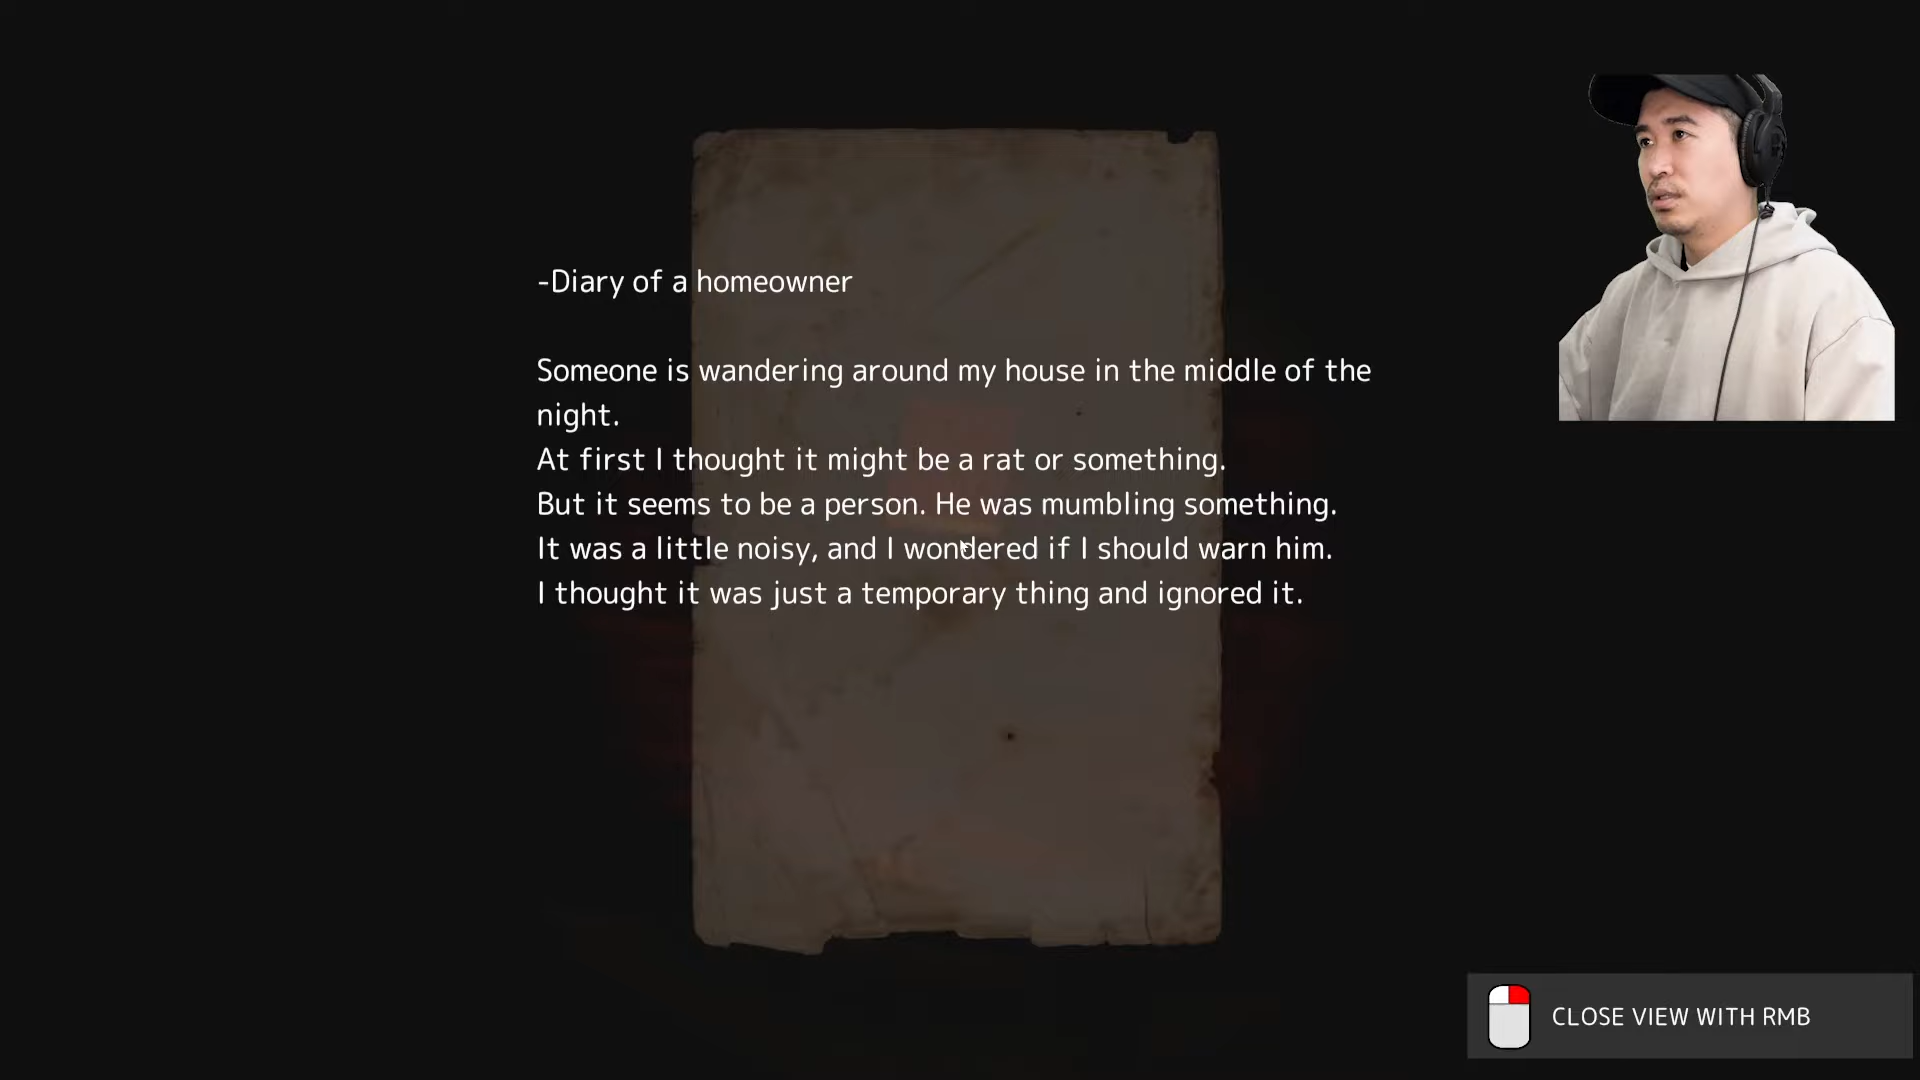 -Diary of a homeowner
Someone is wandering around my house in the middle of the
night.
At first I thought it might be a rat or something.
But it seems to be a person. He was mumbling something.
It was a little noisy, and I wondered if I should warn him.
I thought it was just a temporary thing and ignored it.
CLOSE VIEW WITH RMB